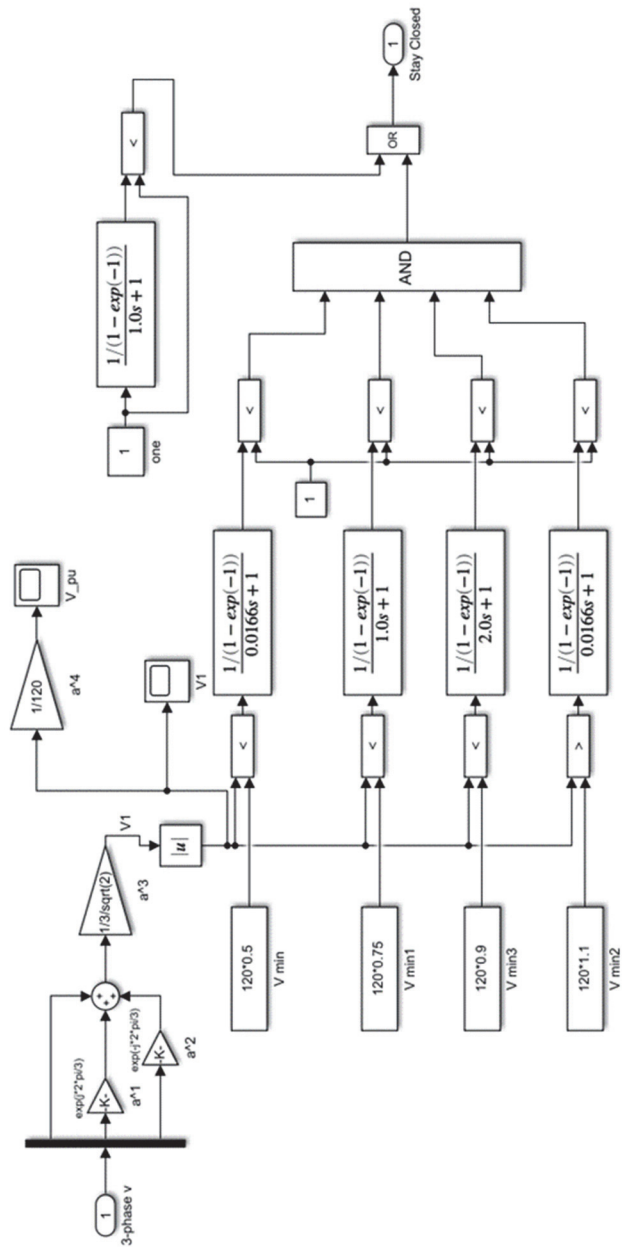 1
3-phase v
exp(j*2*pi/3)
-K-
a^1
exp(-j*2*pi/3)
-K-
a^2
+
+
+
1/3/sqrt(2)
a^3
V1
|u|
1/120
a^4
V_pu
V1
120*0.5
V min
<
1/(1 - exp(-1))
0.0166s + 1
<
120*0.75
V min1
<
1/(1 - exp(-1))
1.0s + 1
<
120*0.9
V min3
<
1/(1 - exp(-1))
2.0s + 1
<
120*1.1
V min2
>
1/(1 - exp(-1))
0.0166s + 1
<
1
AND
1
one
1/(1 - exp(-1))
1.0s + 1
<
OR
1
Stay Closed